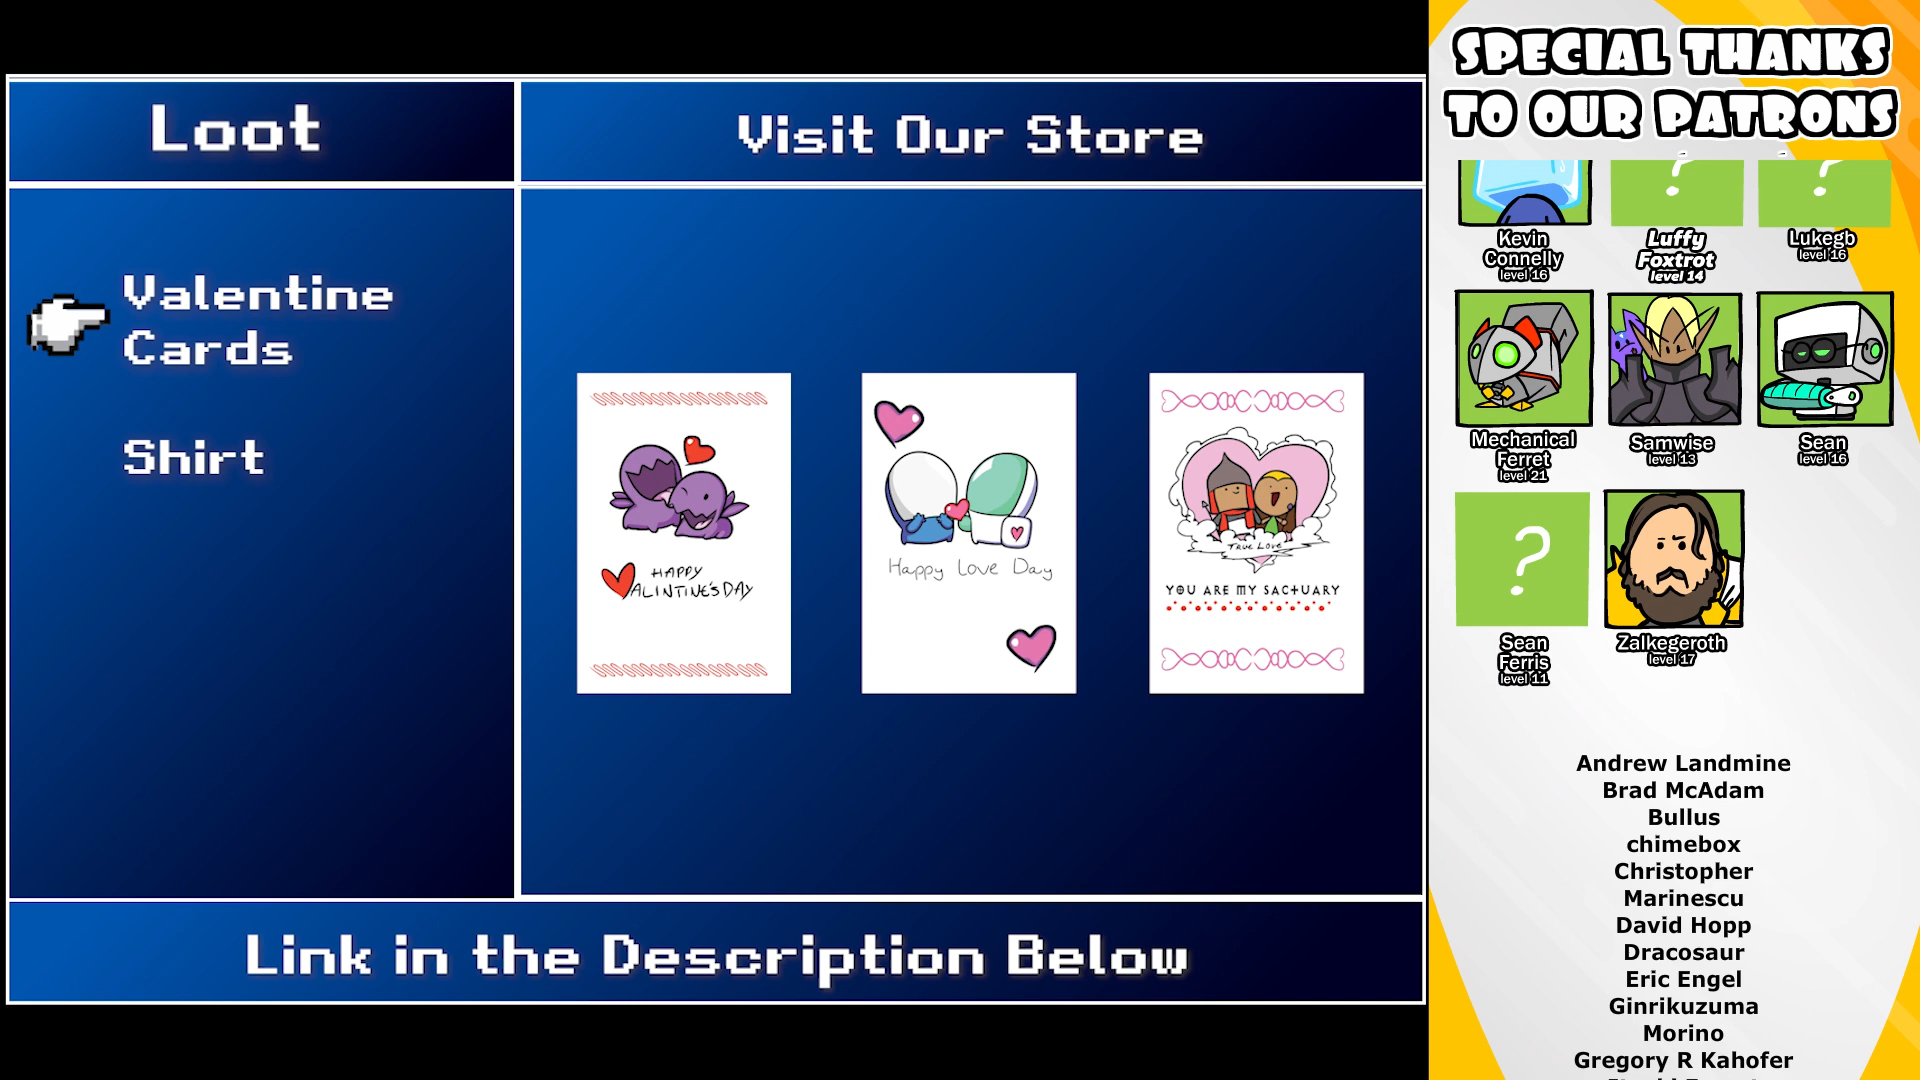 Loot
Visit Our Store
Valentine
Cards
Shirt
HAPPY
ALINTINE'S DAY
Happy Love Day
TRUE LOVE
YOU ARE MY SACTUARY
Link in the Description Below
SPECIAL THANKS
TO OUR PATRONS
?
?
Kevin
Connelly
level 16
Luffy
Foxtrot
level 14
Lukegb
level 16
Mechanical
Ferret
level 21
Samwise
level 13
Sean
level 16
?
Sean
Ferris
level 11
Zalkegeroth
level 17
Andrew Landmine
Brad McAdam
Bullus
chimebox
Christopher
Marinescu
David Hopp
Dracosaur
Eric Engel
Ginrikuzuma
Morino
Gregory R Kahofer